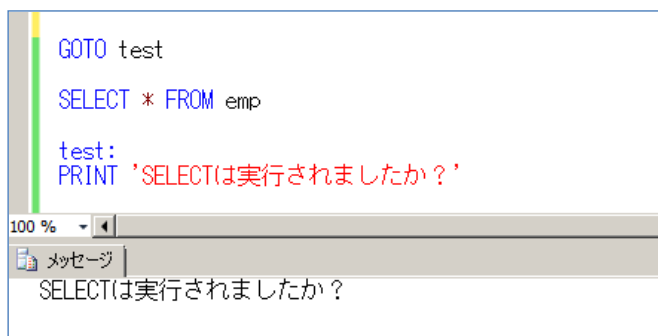 GOTO test
SELECT * FROM emp
test:
PRINT 'SELECTは実行されましたか？'
100 %
メッセージ
SELECTは実行されましたか？